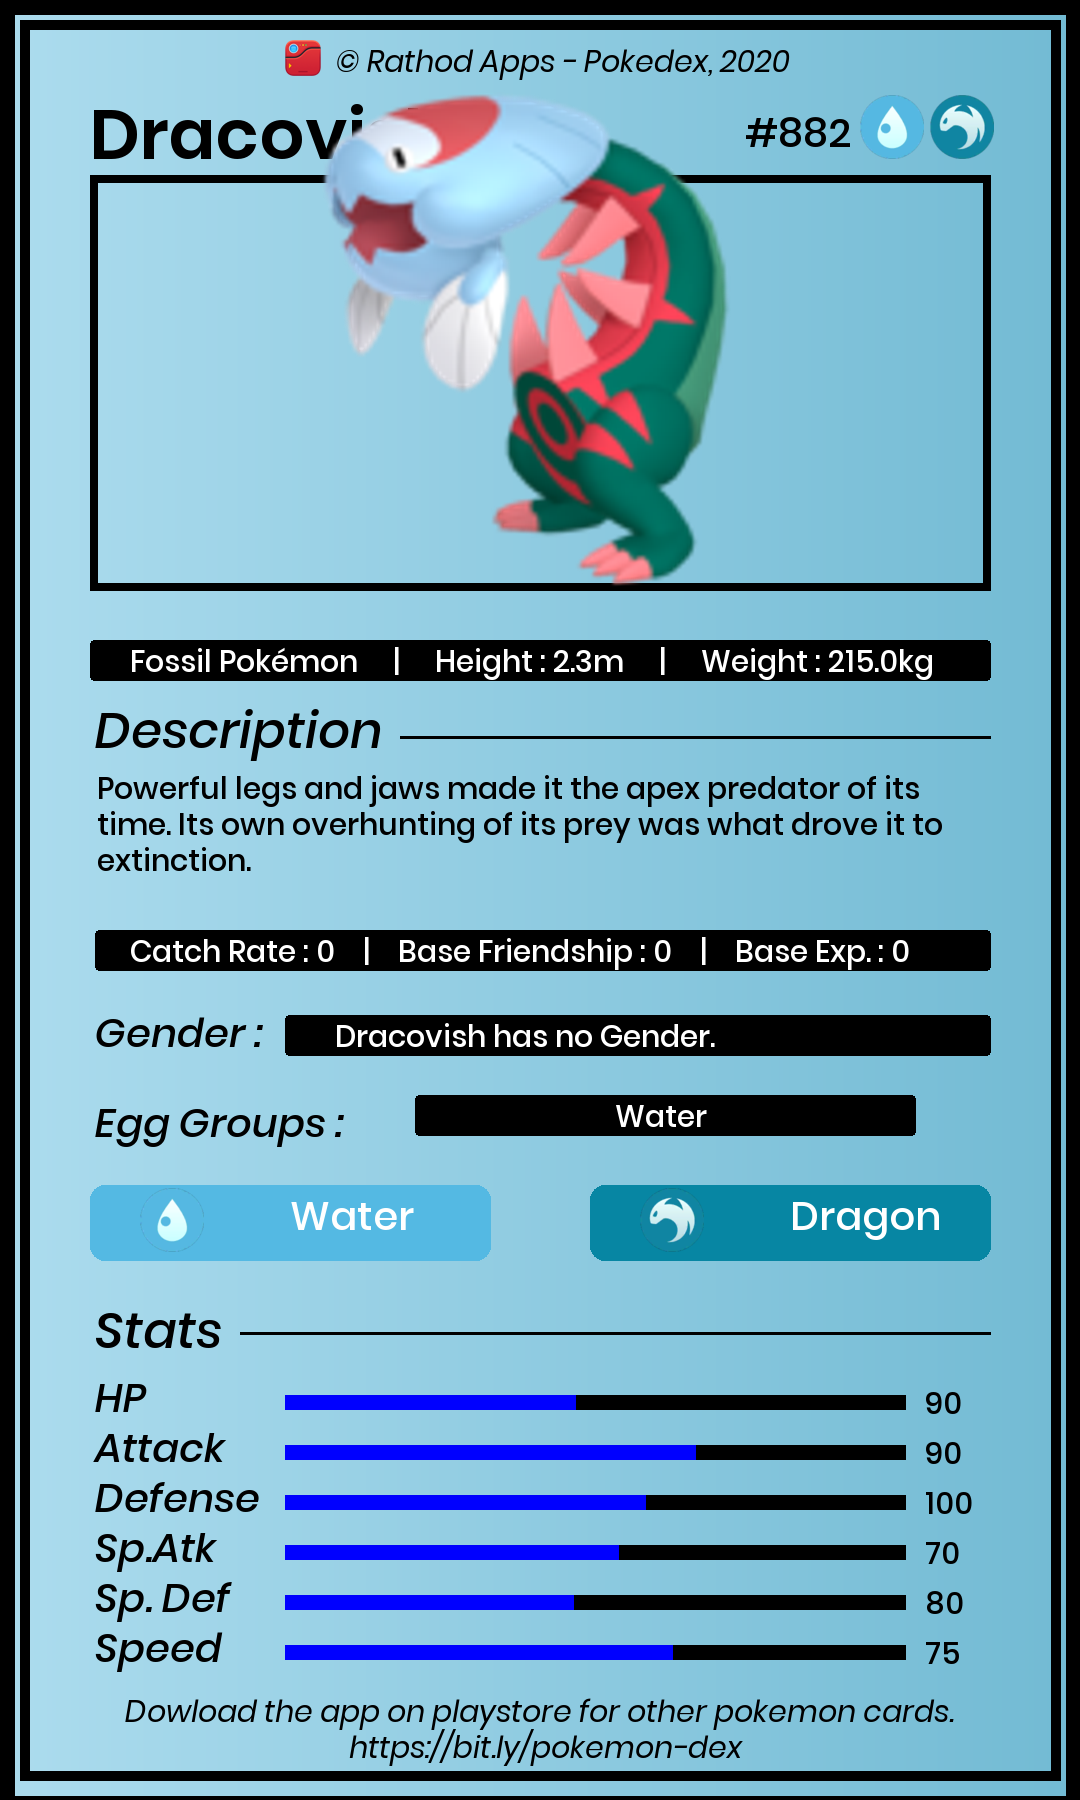 © Rathod Apps - Pokedex, 2020
#882
Fossil Pokémon | Height : 2.3m | Weight : 215.0kg
Description
Powerful legs and jaws made it the apex predator of its
time. Its own overhunting of its prey was what drove it to
extinction.
Catch Rate : 0 | Base Friendship : 0 | Base Exp. : 0
Gender : Dracovish has no Gender.
Egg Groups : Water
Water Dragon
Stats
HP 90
Attack 90
Defense 100
Sp.Atk 70
Sp. Def 80
Speed 75
Dowload the app on playstore for other pokemon cards.
https://bit.ly/pokemon-dex